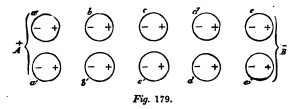 a b c d e
− + − + − + − + − +
+ A − B
− + − + − + − + − +
a' b' c' d e'
Fig. 179.